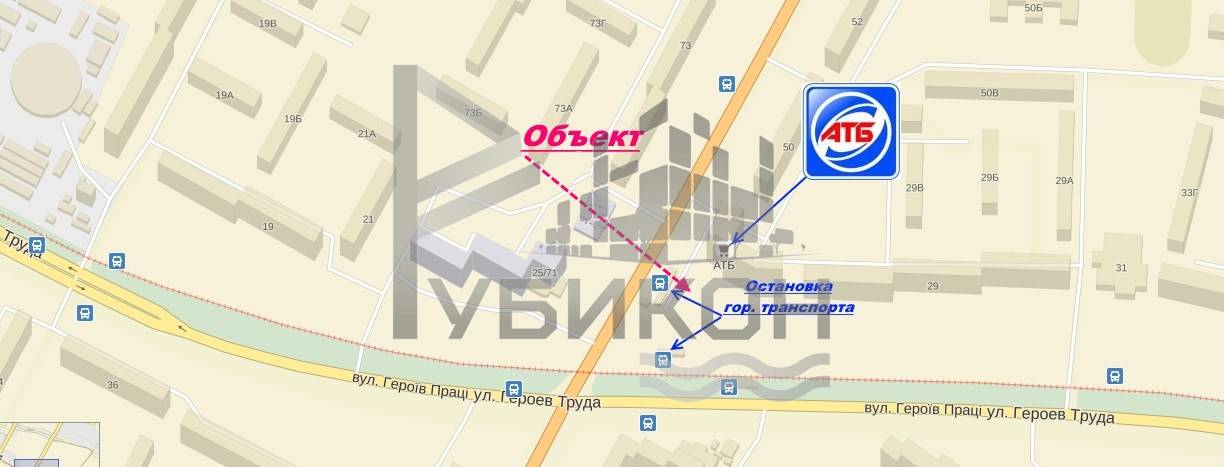 50Б
19В
73Г
52
73
50В
19А
73А
73Б
19Б
21А
Объект
50
АТБ
29В
29Б
29А
33Г
19
21
Труда
25/71
АТБ
31
Остановка
29
гор. транспорта
РУБИКОН
36
вул. Героїв Праці ул. Героев Труда
вул. Героїв Праці ул. Героев Труда